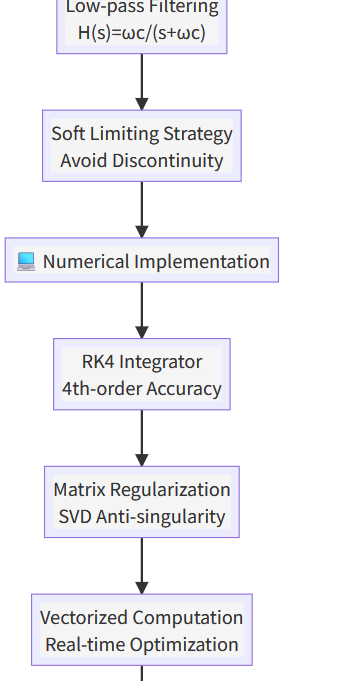 Low-pass Filtering
H(s)=ωc/(s+ωc)
Soft Limiting Strategy
Avoid Discontinuity
💻 Numerical Implementation
RK4 Integrator
4th-order Accuracy
Matrix Regularization
SVD Anti-singularity
Vectorized Computation
Real-time Optimization